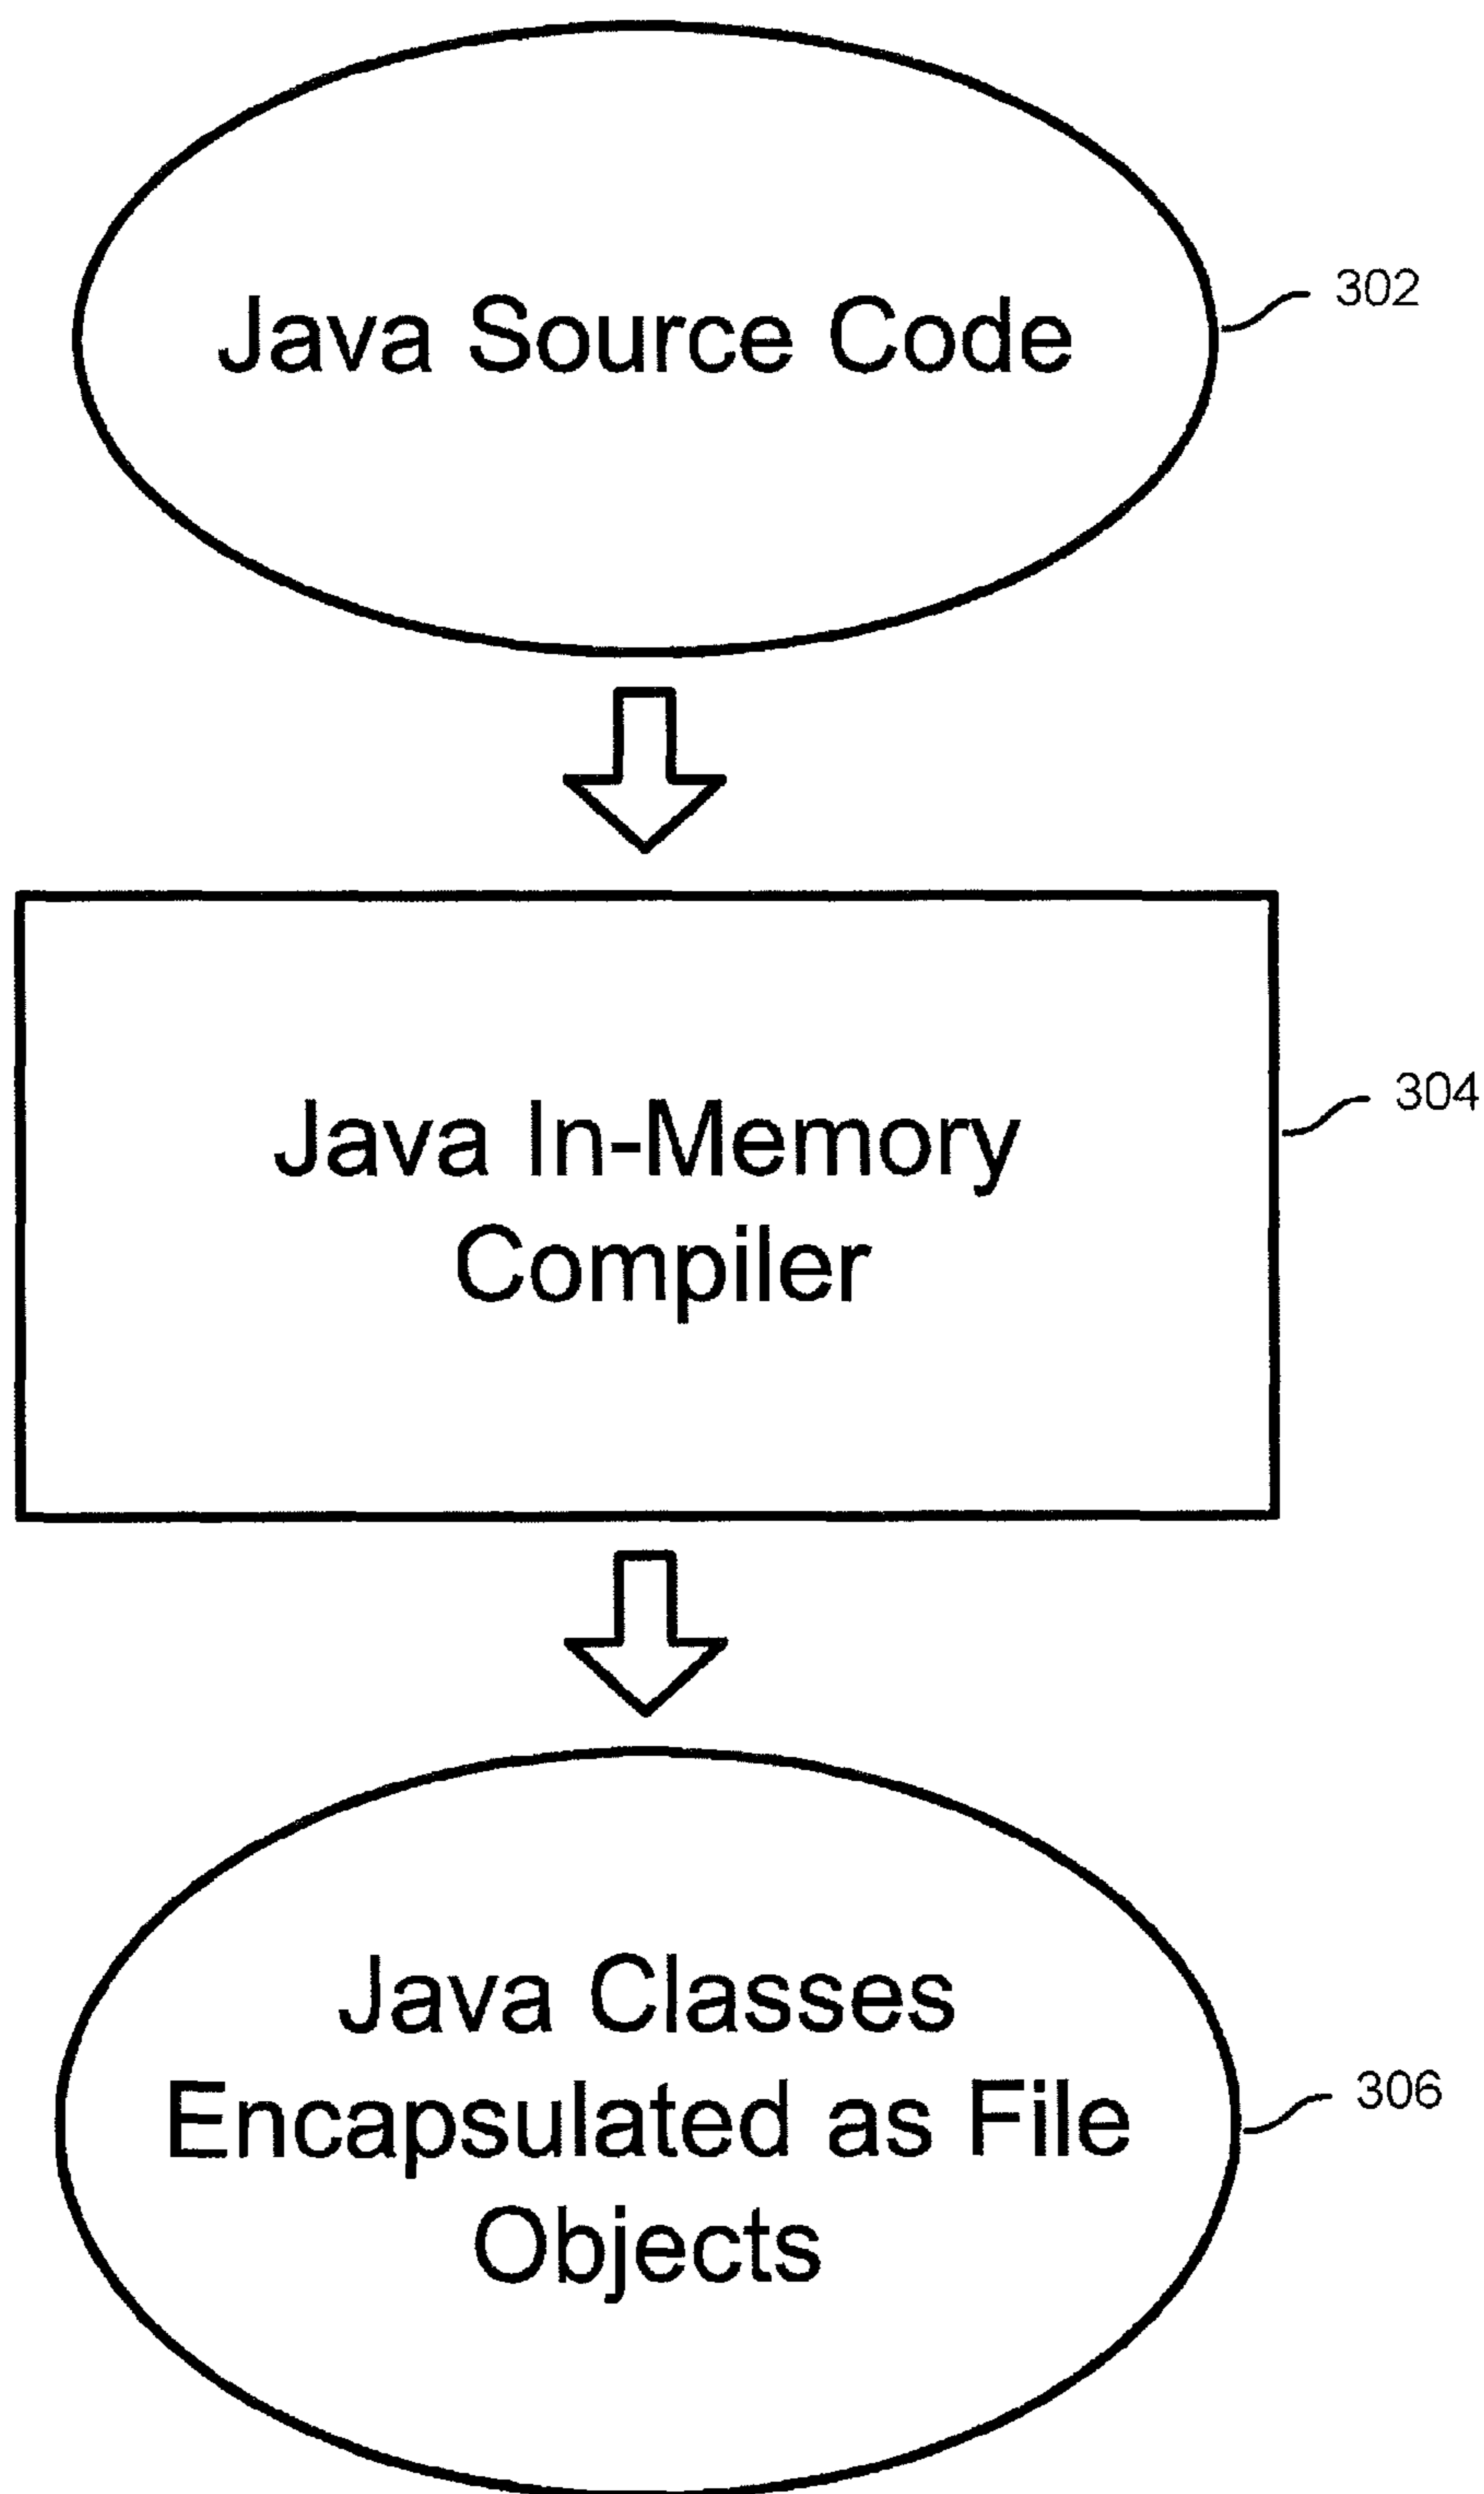 Java Source Code
302
Java In-Memory
Compiler
304
Java Classes
Encapsulated as File
Objects
306